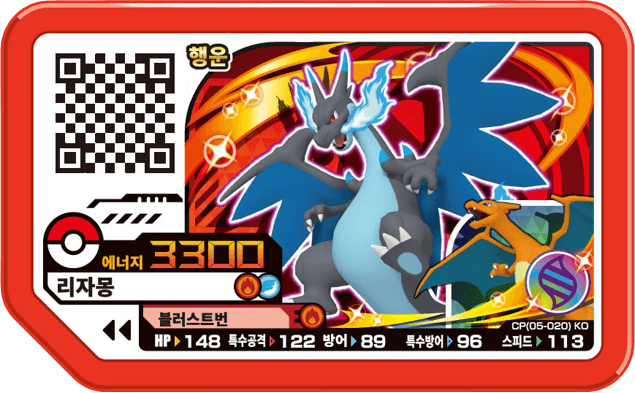 행운
에너지 3300
리자몽
블러스트번
HP 148 특수공격 122 방어 89 특수방어 96 스피드 113
CP(05-020) KO